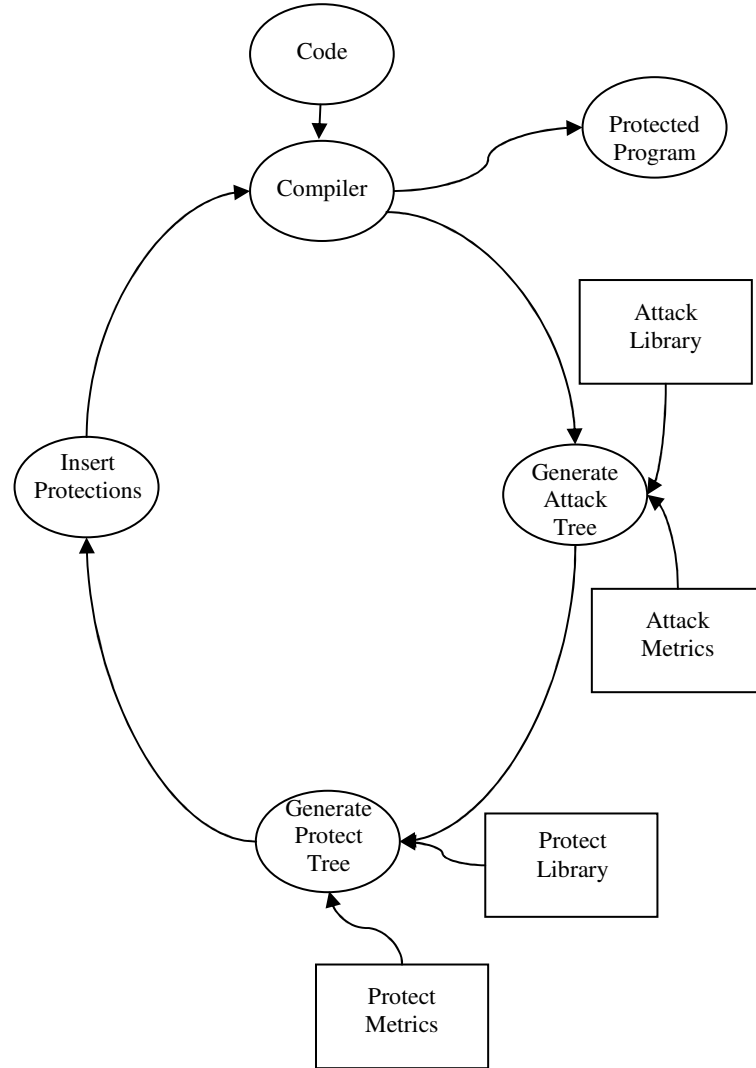 Code
Protected
Program
Compiler
Attack
Library
Insert
Protections
Generate
Attack
Tree
Attack
Metrics
Generate
Protect
Tree
Protect
Library
Protect
Metrics